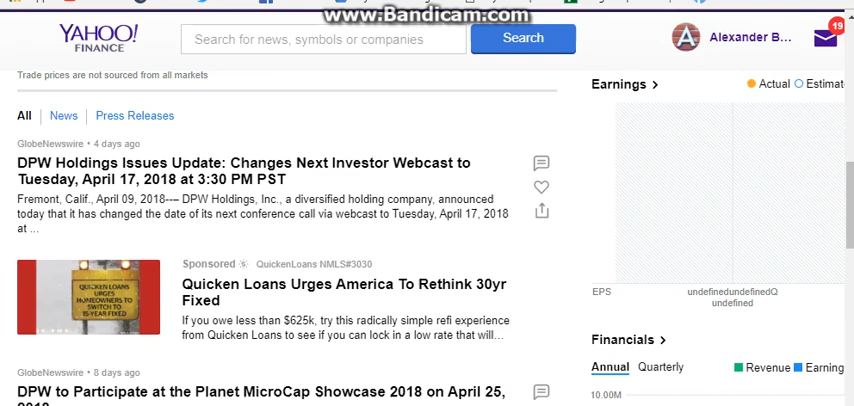 www.Bandicam.com
YAHOO!
FINANCE
Search for news, symbols or companies
Search
Alexander B...
19
Trade prices are not sourced from all markets
All
News
Press Releases
GlobeNewswire • 4 days ago
DPW Holdings Issues Update: Changes Next Investor Webcast to
Tuesday, April 17, 2018 at 3:30 PM PST
Fremont, Calif., April 09, 2018--– DPW Holdings, Inc., a diversified holding company, announced
today that it has changed the date of its next conference call via webcast to Tuesday, April 17, 2018
at ...
QUICKEN LOANS
URGES
HOMEOWNERS TO
SWITCH TO
15-YEAR FIXED
Sponsored QuickenLoans NMLS#3030
Quicken Loans Urges America To Rethink 30yr
Fixed
If you owe less than $625k, try this radically simple refi experience
from Quicken Loans to see if you can lock in a low rate that will...
GlobeNewswire • 8 days ago
DPW to Participate at the Planet MicroCap Showcase 2018 on April 25,
2018
Earnings
Actual
Estimat
EPS
undefinedundefinedQ
undefined
Financials
Annual
Quarterly
Revenue
Earning
10.00M